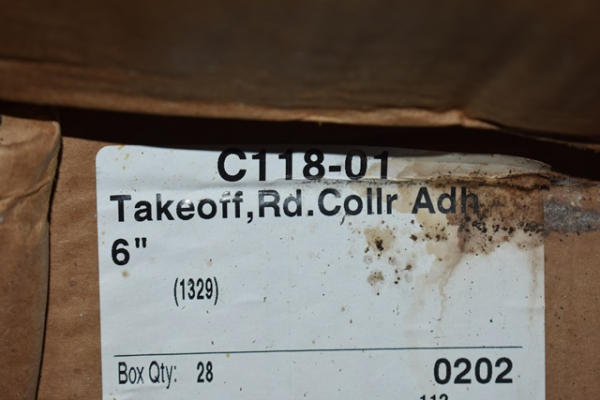 C118-01
Takeoff,Rd.Collr Adh
6"
(1329)
Box Qty: 28 0202